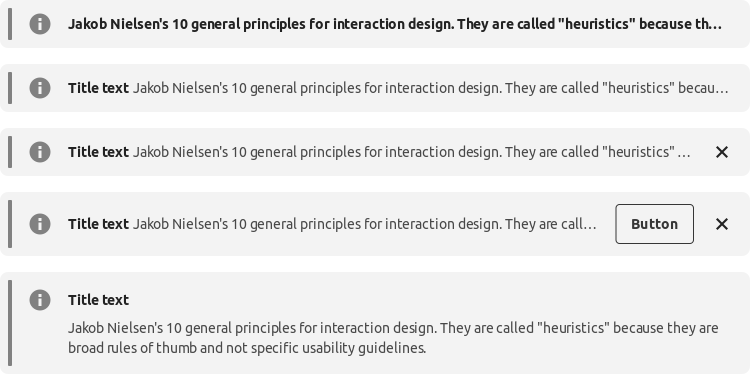 Jakob Nielsen's 10 general principles for interaction design. They are called "heuristics" because th…
Title text Jakob Nielsen's 10 general principles for interaction design. They are called "heuristics" becau…
Title text Jakob Nielsen's 10 general principles for interaction design. They are called "heuristics" …
Title text Jakob Nielsen's 10 general principles for interaction design. They are call… Button
Title text
Jakob Nielsen's 10 general principles for interaction design. They are called "heuristics" because they are
broad rules of thumb and not specific usability guidelines.